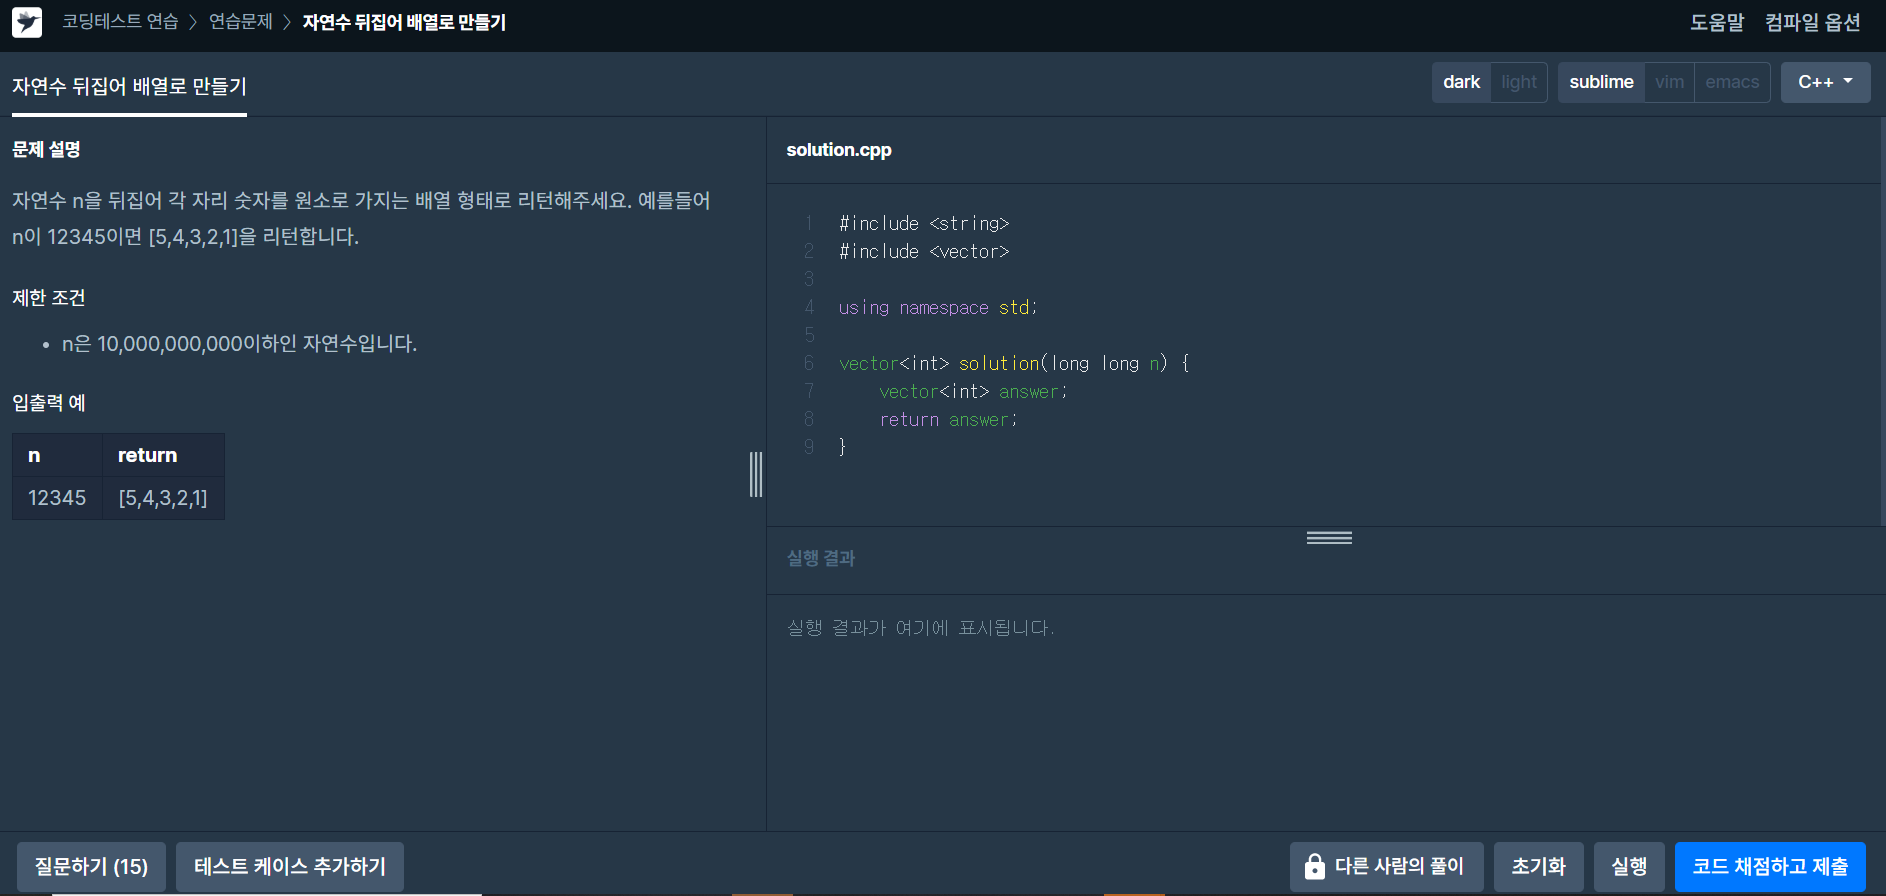 코딩테스트 연습 > 연습문제 > 자연수 뒤집어 배열로 만들기
도움말 컴파일 옵션
자연수 뒤집어 배열로 만들기
dark light sublime vim emacs C++
문제 설명
자연수 n을 뒤집어 각 자리 숫자를 원소로 가지는 배열 형태로 리턴해주세요. 예를들어
n이 12345이면 [5,4,3,2,1]을 리턴합니다.
제한 조건
• n은 10,000,000,000이하인 자연수입니다.
입출력 예
n return
12345 [5,4,3,2,1]
solution.cpp
1 #include <string>
2 #include <vector>
3
4 using namespace std;
5
6 vector<int> solution(long long n) {
7     vector<int> answer;
8     return answer;
9 }
실행 결과
실행 결과가 여기에 표시됩니다.
질문하기 (15) 테스트 케이스 추가하기
다른 사람의 풀이 초기화 실행 코드 채점하고 제출